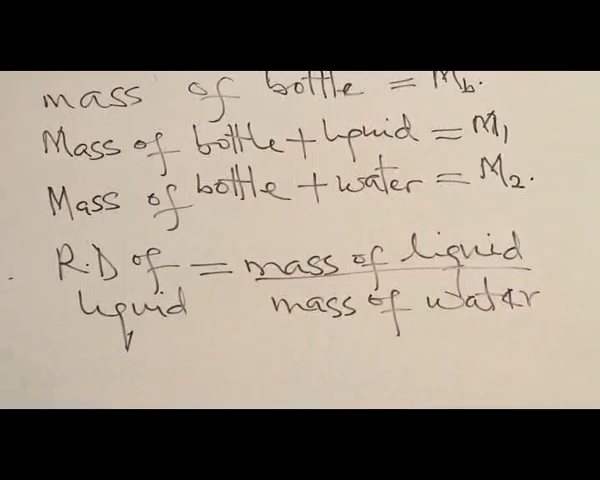 mass of bottle = Mb.
Mass of bottle + liquid = M1
Mass of bottle + water = M2.
R.D of = mass of liquid
liquid mass of water